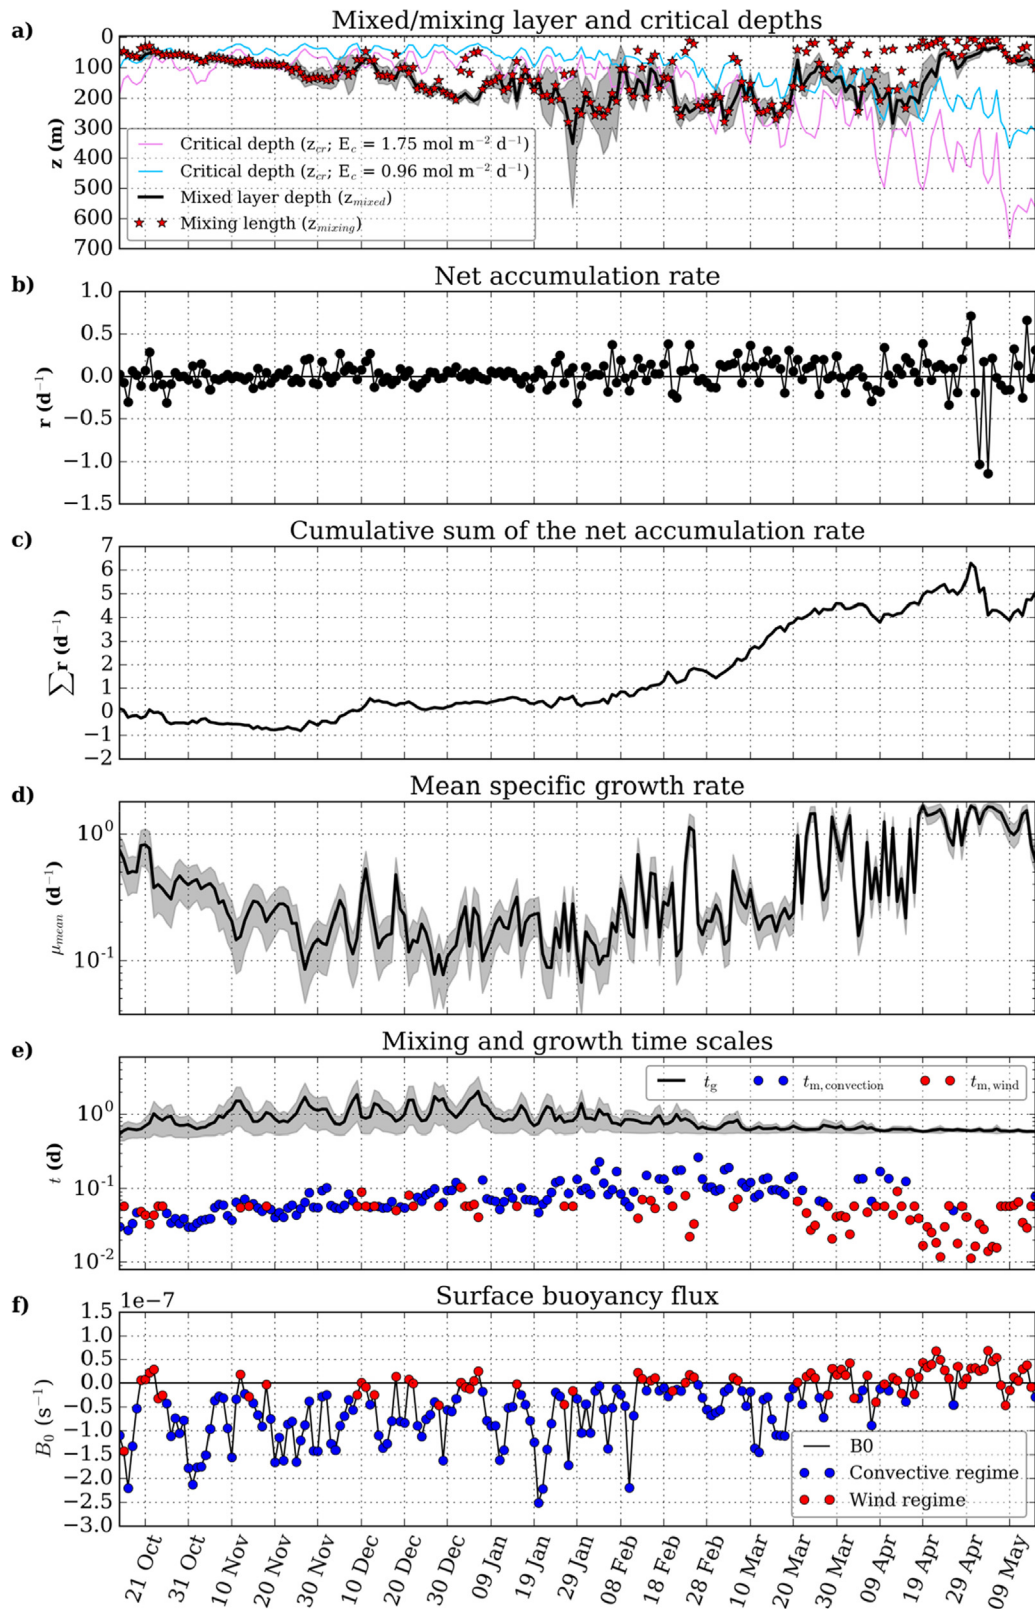 a)
Mixed/mixing layer and critical depths
0
100
200
300
400
500
600
700
z (m)
Critical depth (z_cr; E_c = 1.75 mol m⁻² d⁻¹)
Critical depth (z_cr; E_c = 0.96 mol m⁻² d⁻¹)
Mixed layer depth (z_mixed)
Mixing length (z_mixing)
b)
Net accumulation rate
1.0
0.5
0.0
−0.5
−1.0
−1.5
r (d⁻¹)
c)
Cumulative sum of the net accumulation rate
7
6
5
4
3
2
1
0
−1
−2
∑r (d⁻¹)
d)
Mean specific growth rate
10⁰
10⁻¹
μ_mean (d⁻¹)
e)
Mixing and growth time scales
10⁰
10⁻¹
10⁻²
t (d)
t_g
t_m,convection
t_m,wind
f)
1e−7
Surface buoyancy flux
1.5
1.0
0.5
0.0
−0.5
−1.0
−1.5
−2.0
−2.5
−3.0
B₀ (s⁻¹)
B0
Convective regime
Wind regime
21 Oct
31 Oct
10 Nov
20 Nov
30 Nov
10 Dec
20 Dec
30 Dec
09 Jan
19 Jan
29 Jan
08 Feb
18 Feb
28 Feb
10 Mar
20 Mar
30 Mar
09 Apr
19 Apr
29 Apr
09 May